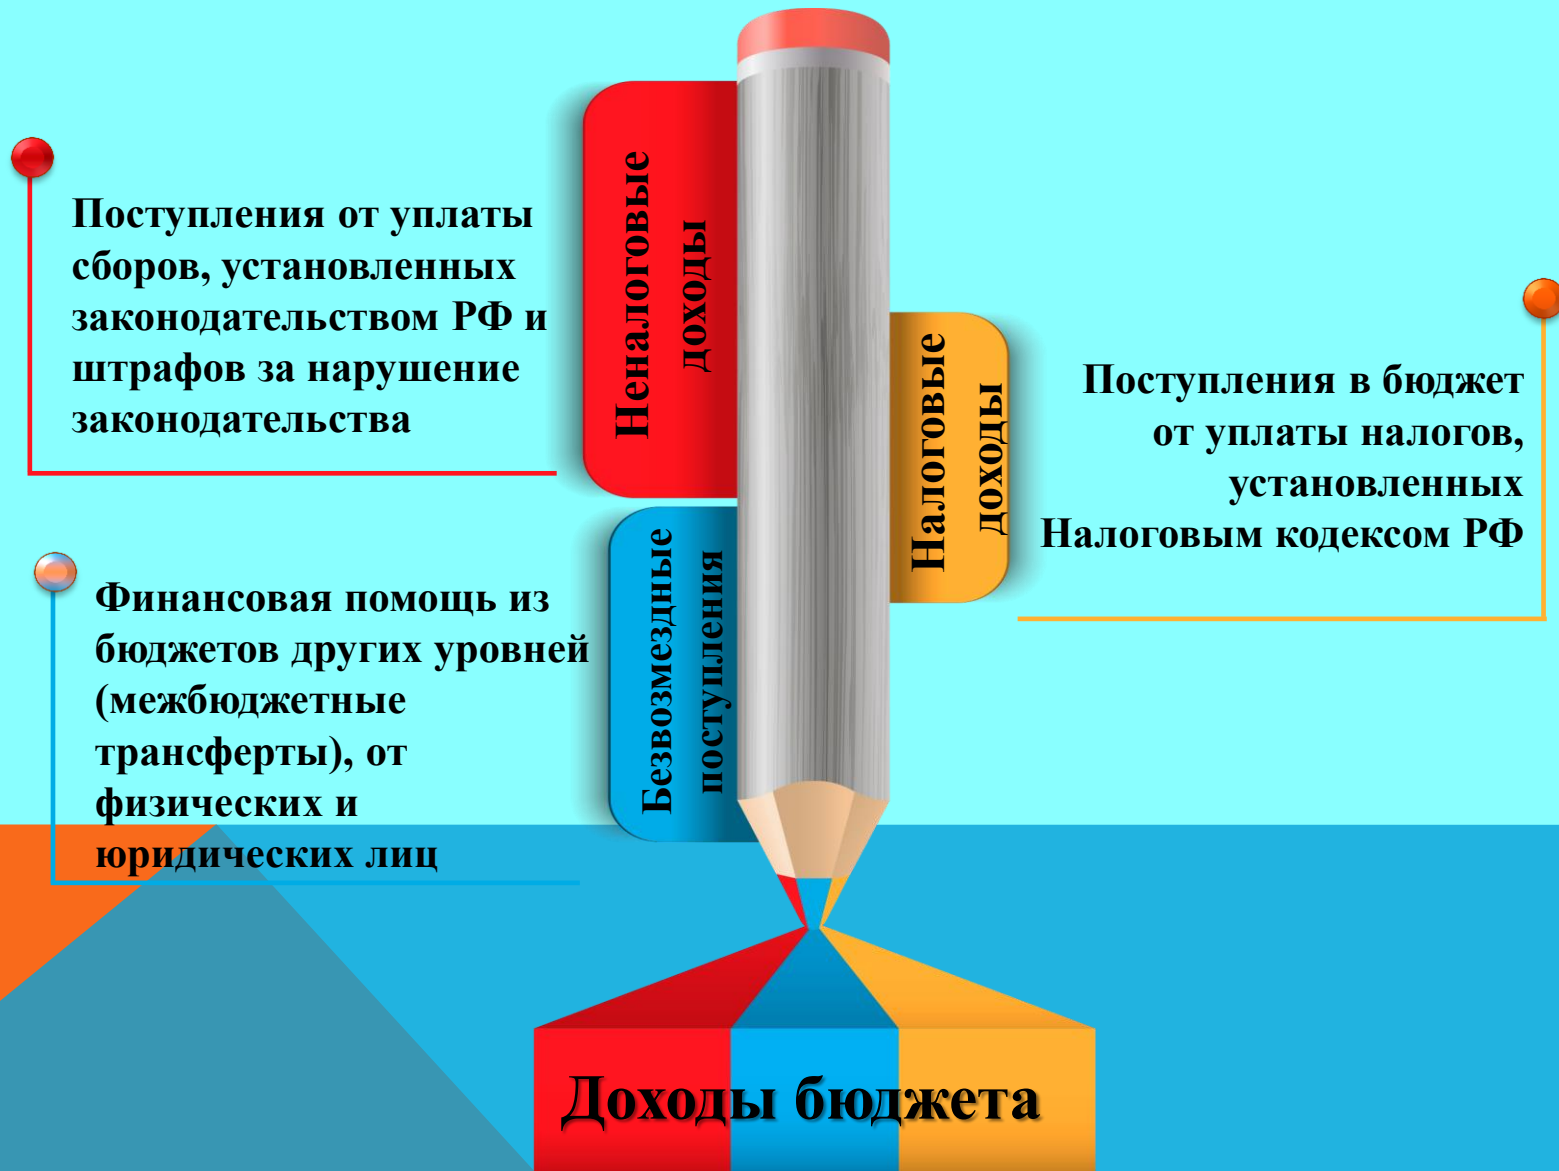 Неналоговые
доходы
Поступления от уплаты
сборов, установленных
законодательством РФ и
штрафов за нарушение
законодательства
Налоговые
доходы
Поступления в бюджет
от уплаты налогов,
установленных
Налоговым кодексом РФ
Безвозмездные
поступления
Финансовая помощь из
бюджетов других уровней
(межбюджетные
трансферты), от
физических и
юридических лиц
Доходы бюджета